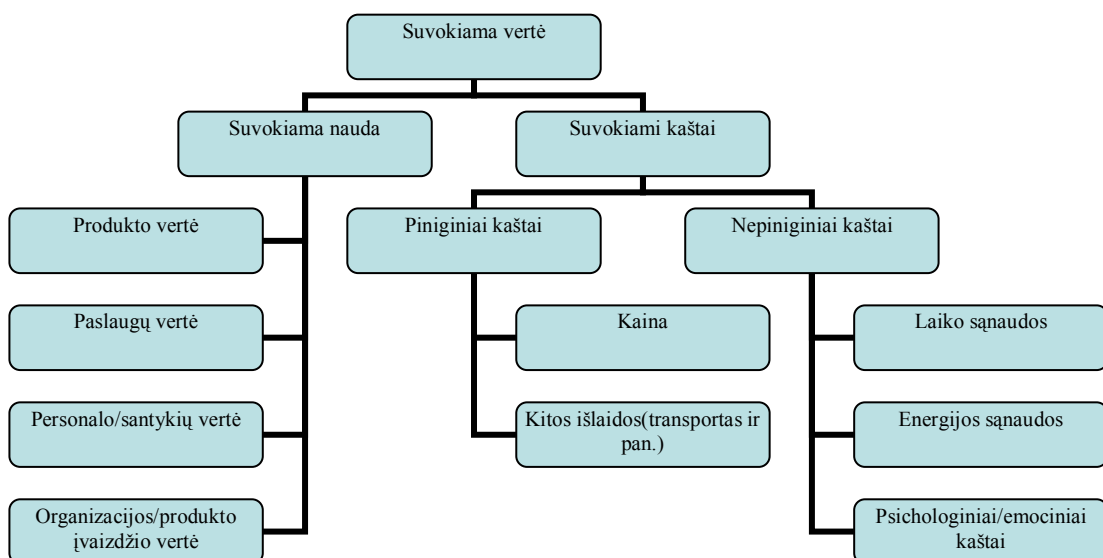 Suvokiama vertė
Suvokiama nauda
Suvokiami kaštai
Produkto vertė
Piniginiai kaštai
Nepiniginiai kaštai
Paslaugų vertė
Kaina
Laiko sąnaudos
Personalo/santykių vertė
Kitos išlaidos(transportas ir
pan.)
Energijos sąnaudos
Organizacijos/produkto
įvaizdžio vertė
Psichologiniai/emociniai
kaštai